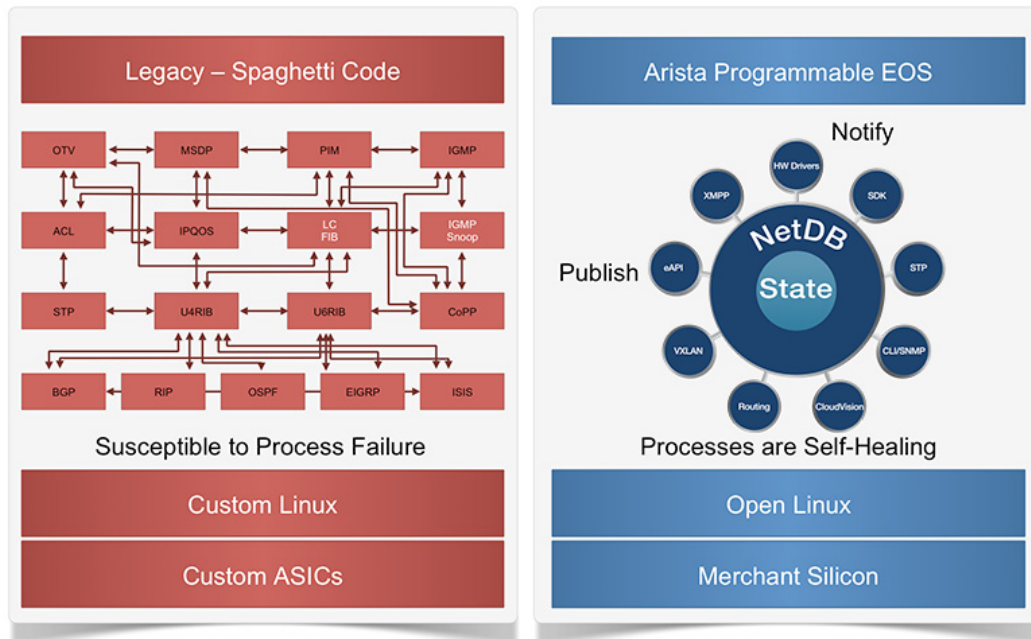 Legacy – Spaghetti Code
OTV
MSDP
PIM
IGMP
ACL
IPQOS
LC
FIB
IGMP
Snoop
STP
U4RIB
U6RIB
CoPP
BGP
RIP
OSPF
EIGRP
ISIS
Susceptible to Process Failure
Custom Linux
Custom ASICs
Arista Programmable EOS
Notify
HW Drivers
XMPP
SDK
NetDB
Publish
eAPI
State
STP
VXLAN
CLI/SNMP
Routing
CloudVision
Processes are Self-Healing
Open Linux
Merchant Silicon